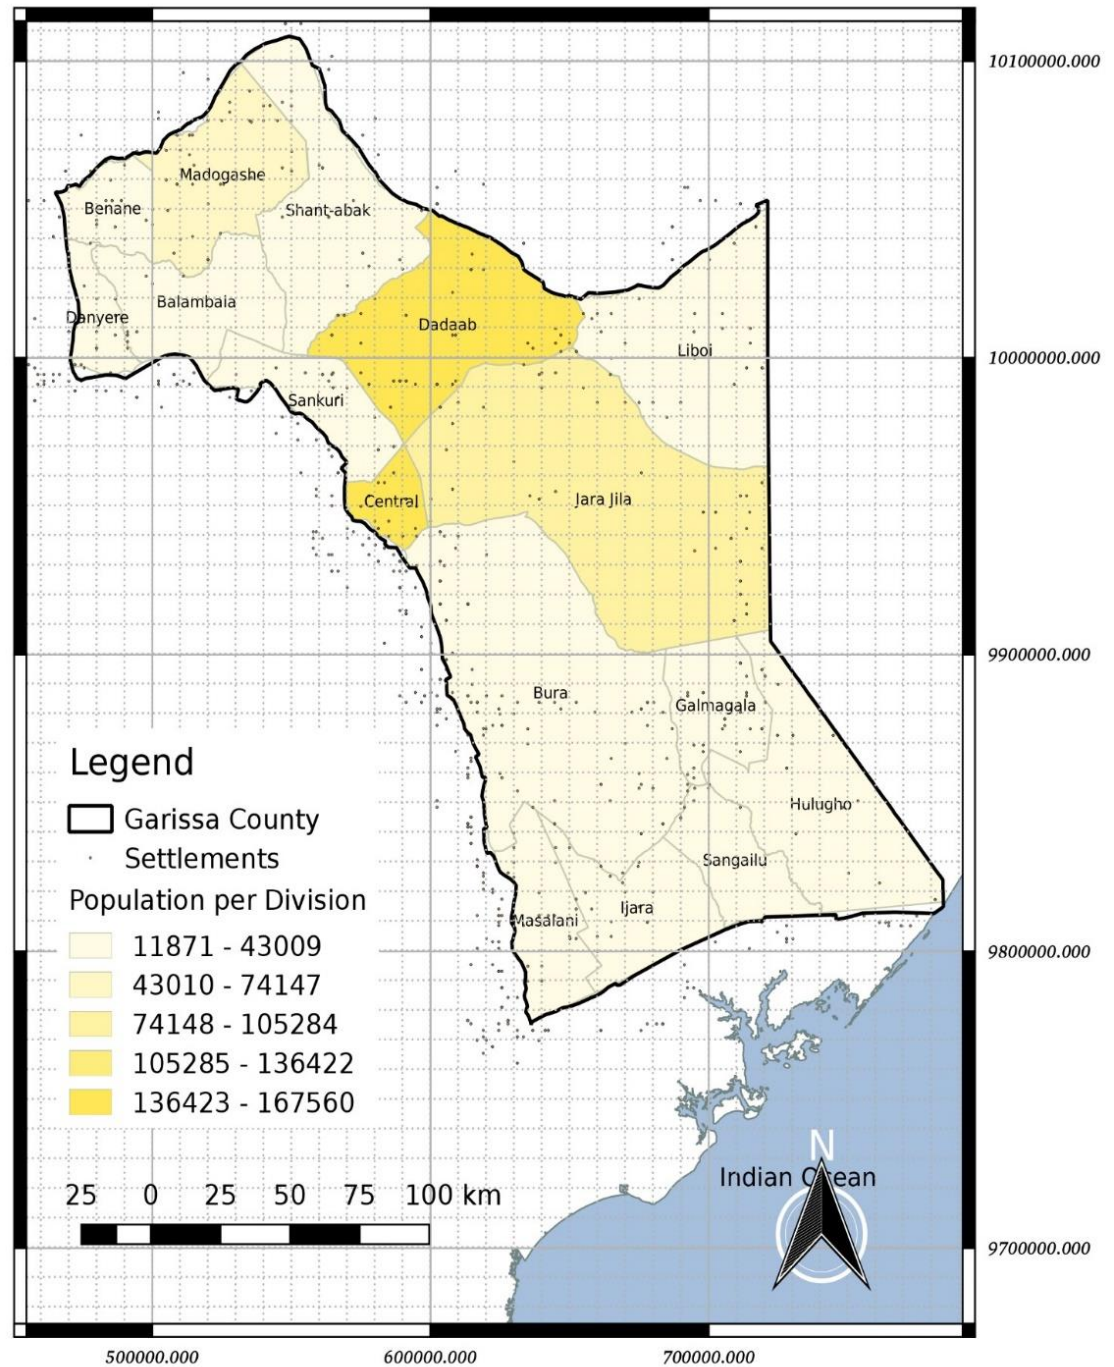 10100000.000
Madogashe
Benane
Shant-abak
Balambaia
Danyere
Dadaab
Liboi
10000000.000
Sankuri
Central
Jara Jila
9900000.000
Bura
Galmagala
Hulugho
Sangailu
Ijara
Masalani
9800000.000
Legend
Garissa County
Settlements
Population per Division
11871 - 43009
43010 - 74147
74148 - 105284
105285 - 136422
136423 - 167560
N
Indian Ocean
25 0 25 50 75 100 km
9700000.000
500000.000 600000.000 700000.000